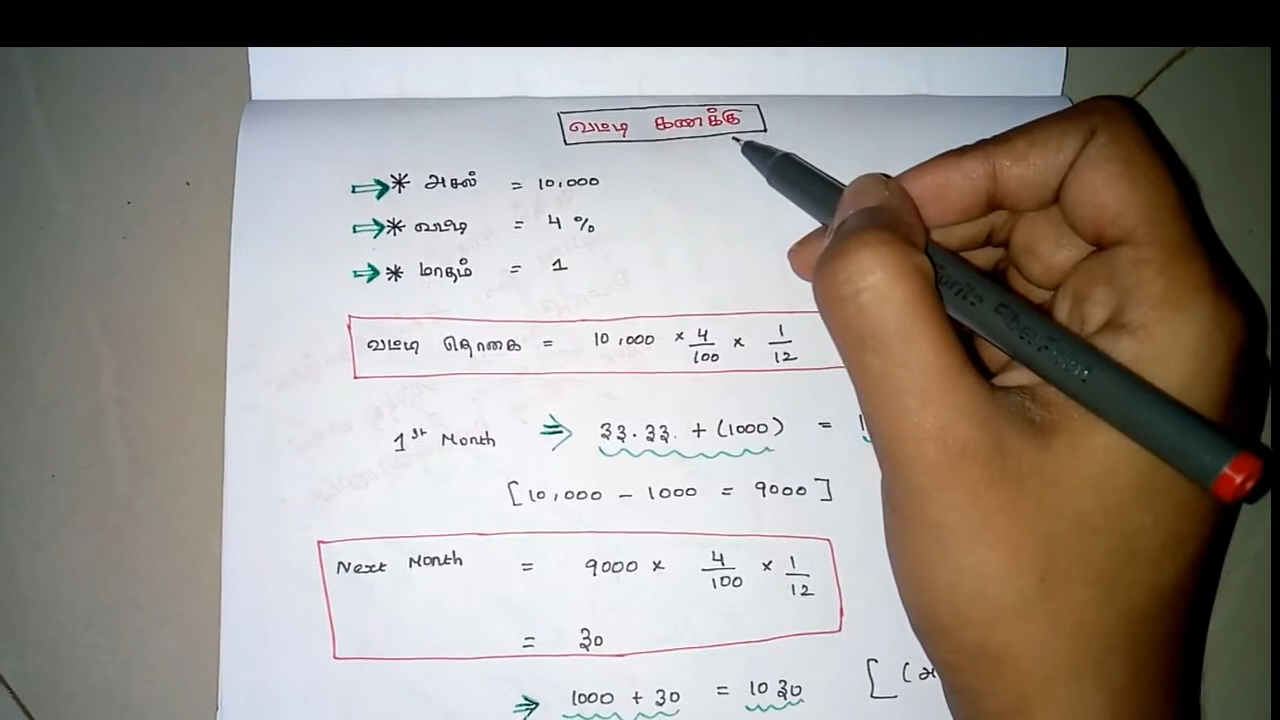 வட்டி கணக்கு
⇒ * அசல் = 10,000
⇒ * வட்டி = 4 %
⇒ * மாதம் = 1
வட்டி தொகை = 10,000 × 4/100 × 1/12
1st Month ⇒ 33.33. + (1000) =
[10,000 - 1000 = 9000]
Next Month = 9000 × 4/100 × 1/12
= 30
⇒ 1000 + 30 = 1030 [(அ